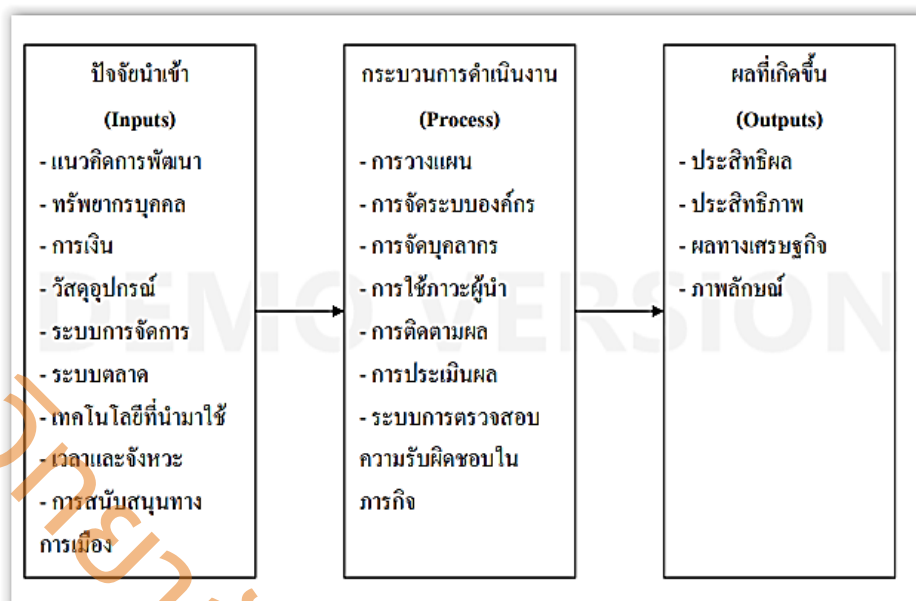 ปัจจัยนำเข้า
(Inputs)
- แนวคิดการพัฒนา
- ทรัพยากรบุคคล
- การเงิน
- วัสดุอุปกรณ์
- ระบบการจัดการ
- ระบบตลาด
- เทคโนโลยีที่นำมาใช้
- เวลาและจังหวะ
- การสนับสนุนทาง
การเมือง
กระบวนการดำเนินงาน
(Process)
- การวางแผน
- การจัดระบบองค์กร
- การจัดบุคลากร
- การใช้ภาวะผู้นำ
- การติดตามผล
- การประเมินผล
- ระบบการตรวจสอบ
ความรับผิดชอบใน
ภารกิจ
ผลที่เกิดขึ้น
(Outputs)
- ประสิทธิผล
- ประสิทธิภาพ
- ผลทางเศรษฐกิจ
- ภาพลักษณ์
DEMO VERSION